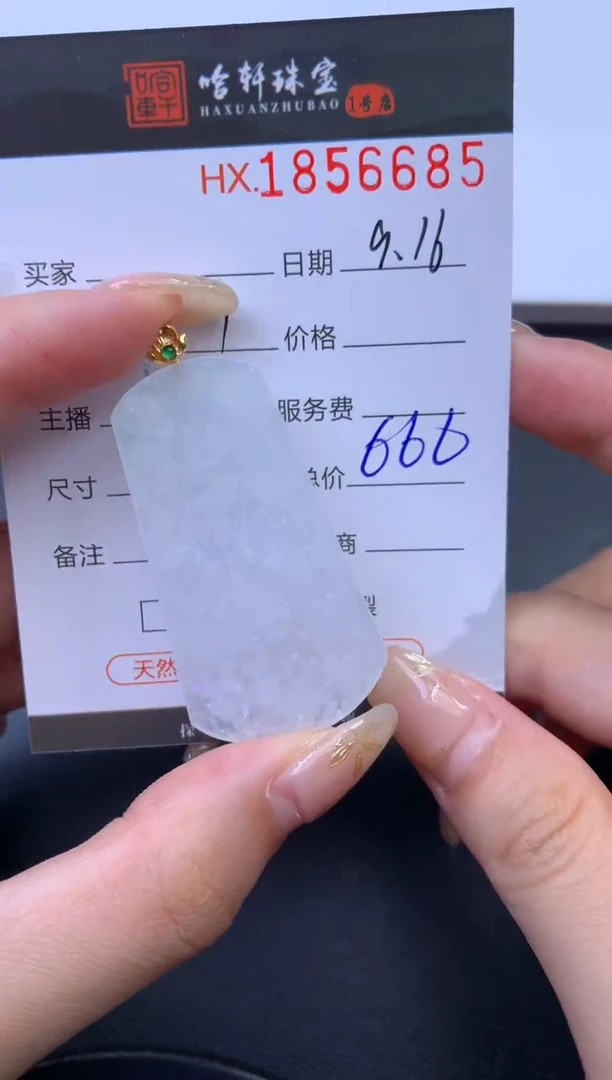 哈轩珠宝
HAXUANZHUBAO 1号店
HX.1856685
买家 日期 9.16
价格
主播 服务费
尺寸 总价 666
备注 商
天然